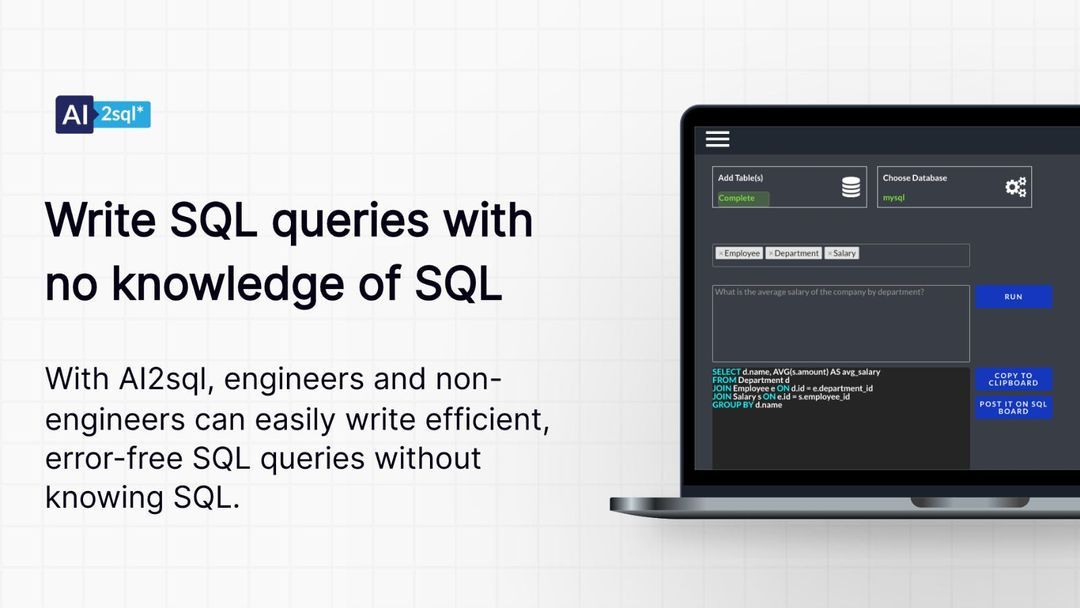 AI 2sql*
Write SQL queries with
no knowledge of SQL
With AI2sql, engineers and non-
engineers can easily write efficient,
error-free SQL queries without
knowing SQL.
Add Table(s)
Complete
Choose Database
mysql
× Employee × Department × Salary
What is the average salary of the company by department?
RUN
SELECT d.name, AVG(s.amount) AS avg_salary
FROM Department d
JOIN Employee e ON d.id = e.department_id
JOIN Salary s ON e.id = s.employee_id
GROUP BY d.name
COPY TO
CLIPBOARD
POST IT ON SQL
BOARD